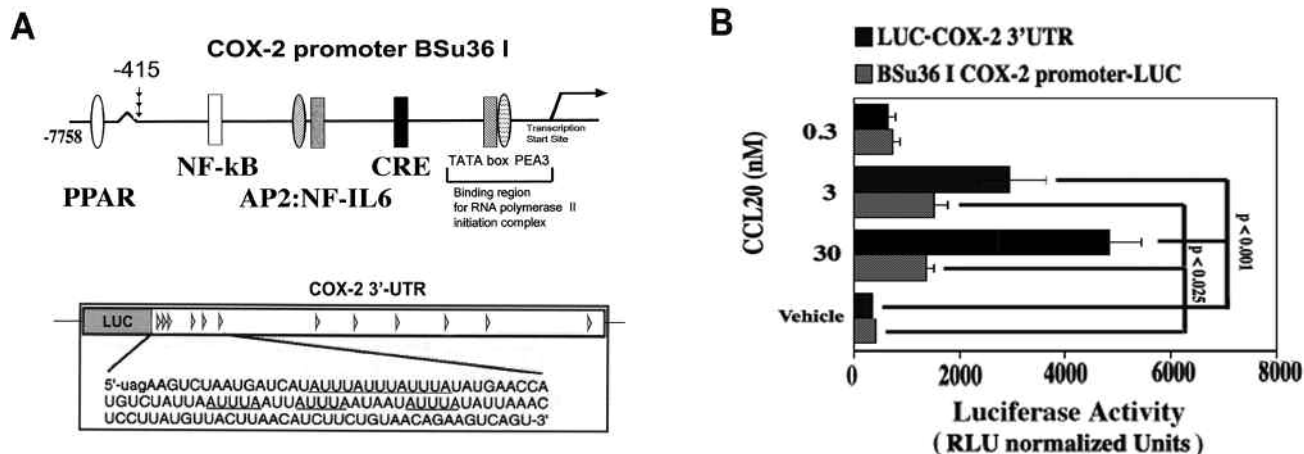 A
COX-2 promoter BSu36 I
-415
-7758
Transcription
Start Site
NF-kB
CRE
TATA box PEA3
PPAR
AP2:NF-IL6
Binding region
for RNA polymerase II
initiation complex
COX-2 3'-UTR
LUC
5'-uagAAGUCUAAUGAUCAUAUUUAUUUAUUUAUAUGAACCA
UGUCUAUUAAUUUAAUUAUUUAAUAAUAUUUAUAUUAAAC
UCCUUAUGUUACUUAACAUCUUCUGUAACAGAAGUCAGU-3'
B
LUC-COX-2 3'UTR
BSu36 I COX-2 promoter-LUC
CCL20 (nM)
0.3
3
30
Vehicle
p < 0.001
p < 0.025
0 2000 4000 6000 8000
Luciferase Activity
( RLU normalized Units )